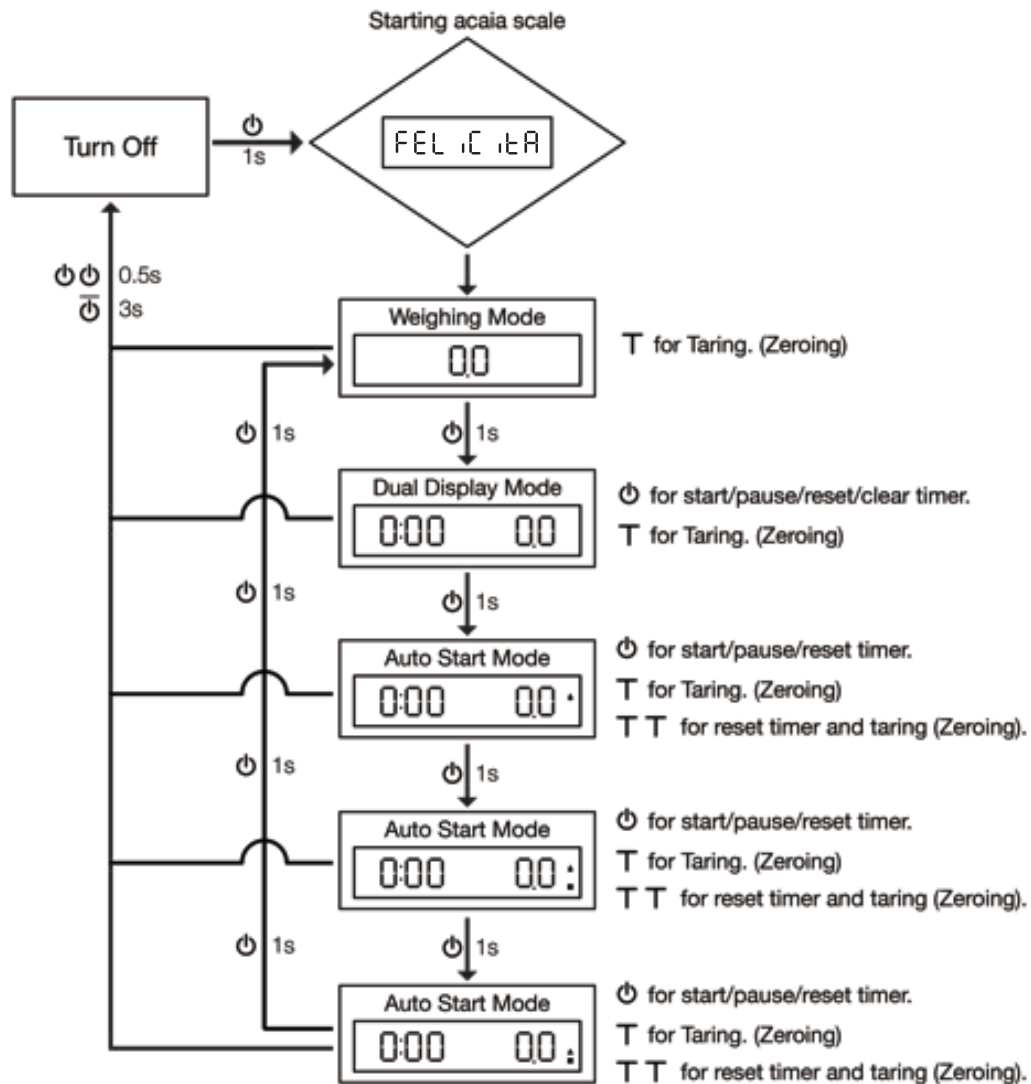 Starting acaia scale
Turn Off
1s
FELiCitA
0.5s
3s
Weighing Mode
0.0
T for Taring. (Zeroing)
1s
1s
Dual Display Mode
0:00 0.0
for start/pause/reset/clear timer.
T for Taring. (Zeroing)
1s
1s
Auto Start Mode
0:00 0.0
for start/pause/reset timer.
T for Taring. (Zeroing)
T T for reset timer and taring (Zeroing).
1s
1s
Auto Start Mode
0:00 0.0
for start/pause/reset timer.
T for Taring. (Zeroing)
T T for reset timer and taring (Zeroing).
1s
1s
Auto Start Mode
0:00 0.0
for start/pause/reset timer.
T for Taring. (Zeroing)
T T for reset timer and taring (Zeroing).